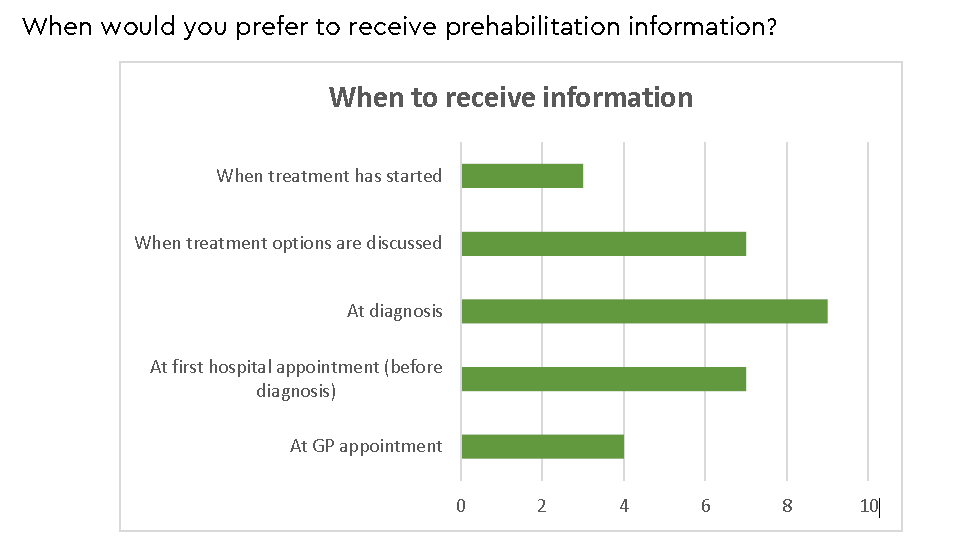 When would you prefer to receive prehabilitation information?
When to receive information
When treatment has started
When treatment options are discussed
At diagnosis
At first hospital appointment (before
diagnosis)
At GP appointment
0 2 4 6 8 10